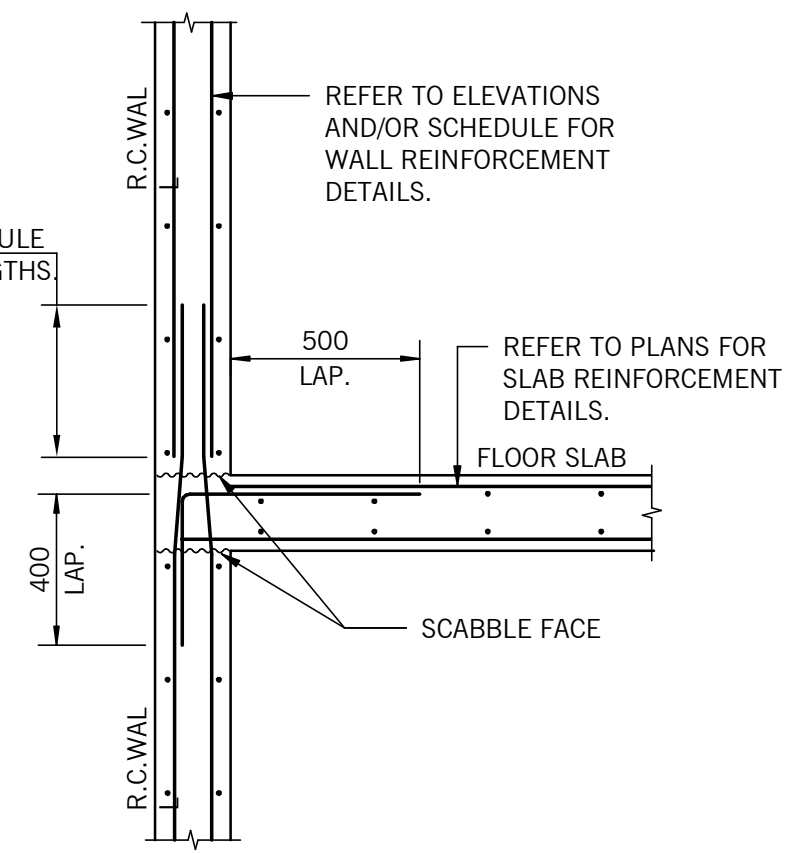 R.C.WAL
REFER TO ELEVATIONS
AND/OR SCHEDULE FOR
WALL REINFORCEMENT
DETAILS.
ULE
GTHS.
500
LAP.
REFER TO PLANS FOR
SLAB REINFORCEMENT
DETAILS.
FLOOR SLAB
400
LAP.
SCABBLE FACE
R.C.WAL